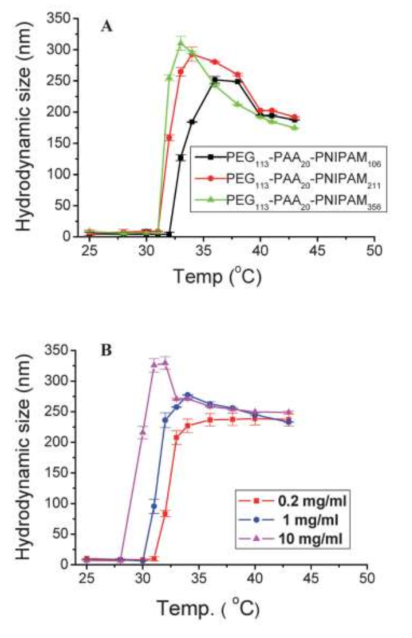 A
Hydrodynamic size (nm)
350
300
250
200
150
100
50
0
PEG113-PAA20-PNIPAM106
PEG113-PAA20-PNIPAM211
PEG113-PAA20-PNIPAM356
25 30 35 40 45 50
Temp (°C)
B
Hydrodynamic size (nm)
350
300
250
200
150
100
50
0
0.2 mg/ml
1 mg/ml
10 mg/ml
25 30 35 40 45 50
Temp. (°C)